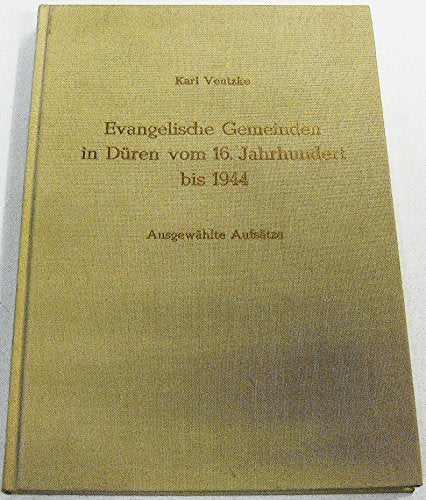 Karl Ventzke
Evangelische Gemeinden
in Düren vom 16. Jahrhundert
bis 1944
Ausgewählte Aufsätze